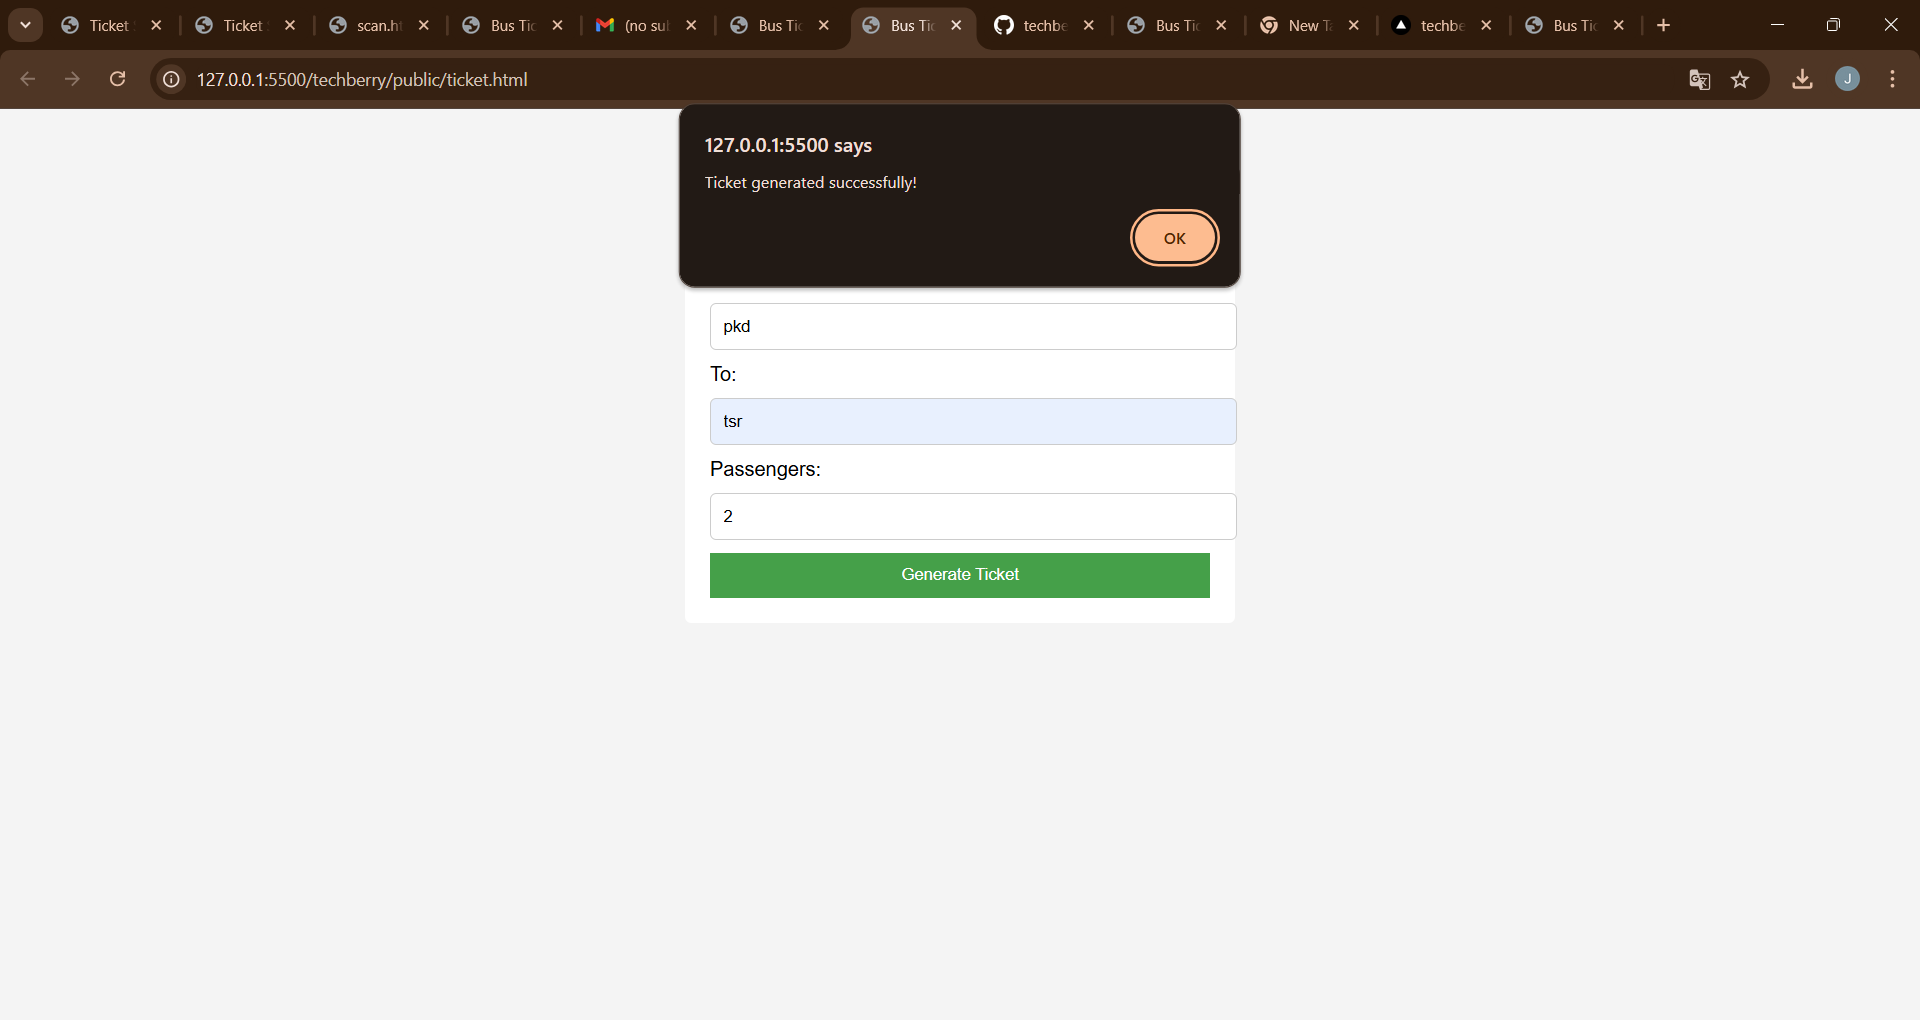 Ticket
Ticket
scan.h
Bus Tic
(no su
Bus Tic
Bus Tic
techbe
Bus Tic
New T
techbe
Bus Tic
127.0.0.1:5500/techberry/public/ticket.html
J
127.0.0.1:5500 says
Ticket generated successfully!
OK
pkd
To:
tsr
Passengers:
2
Generate Ticket